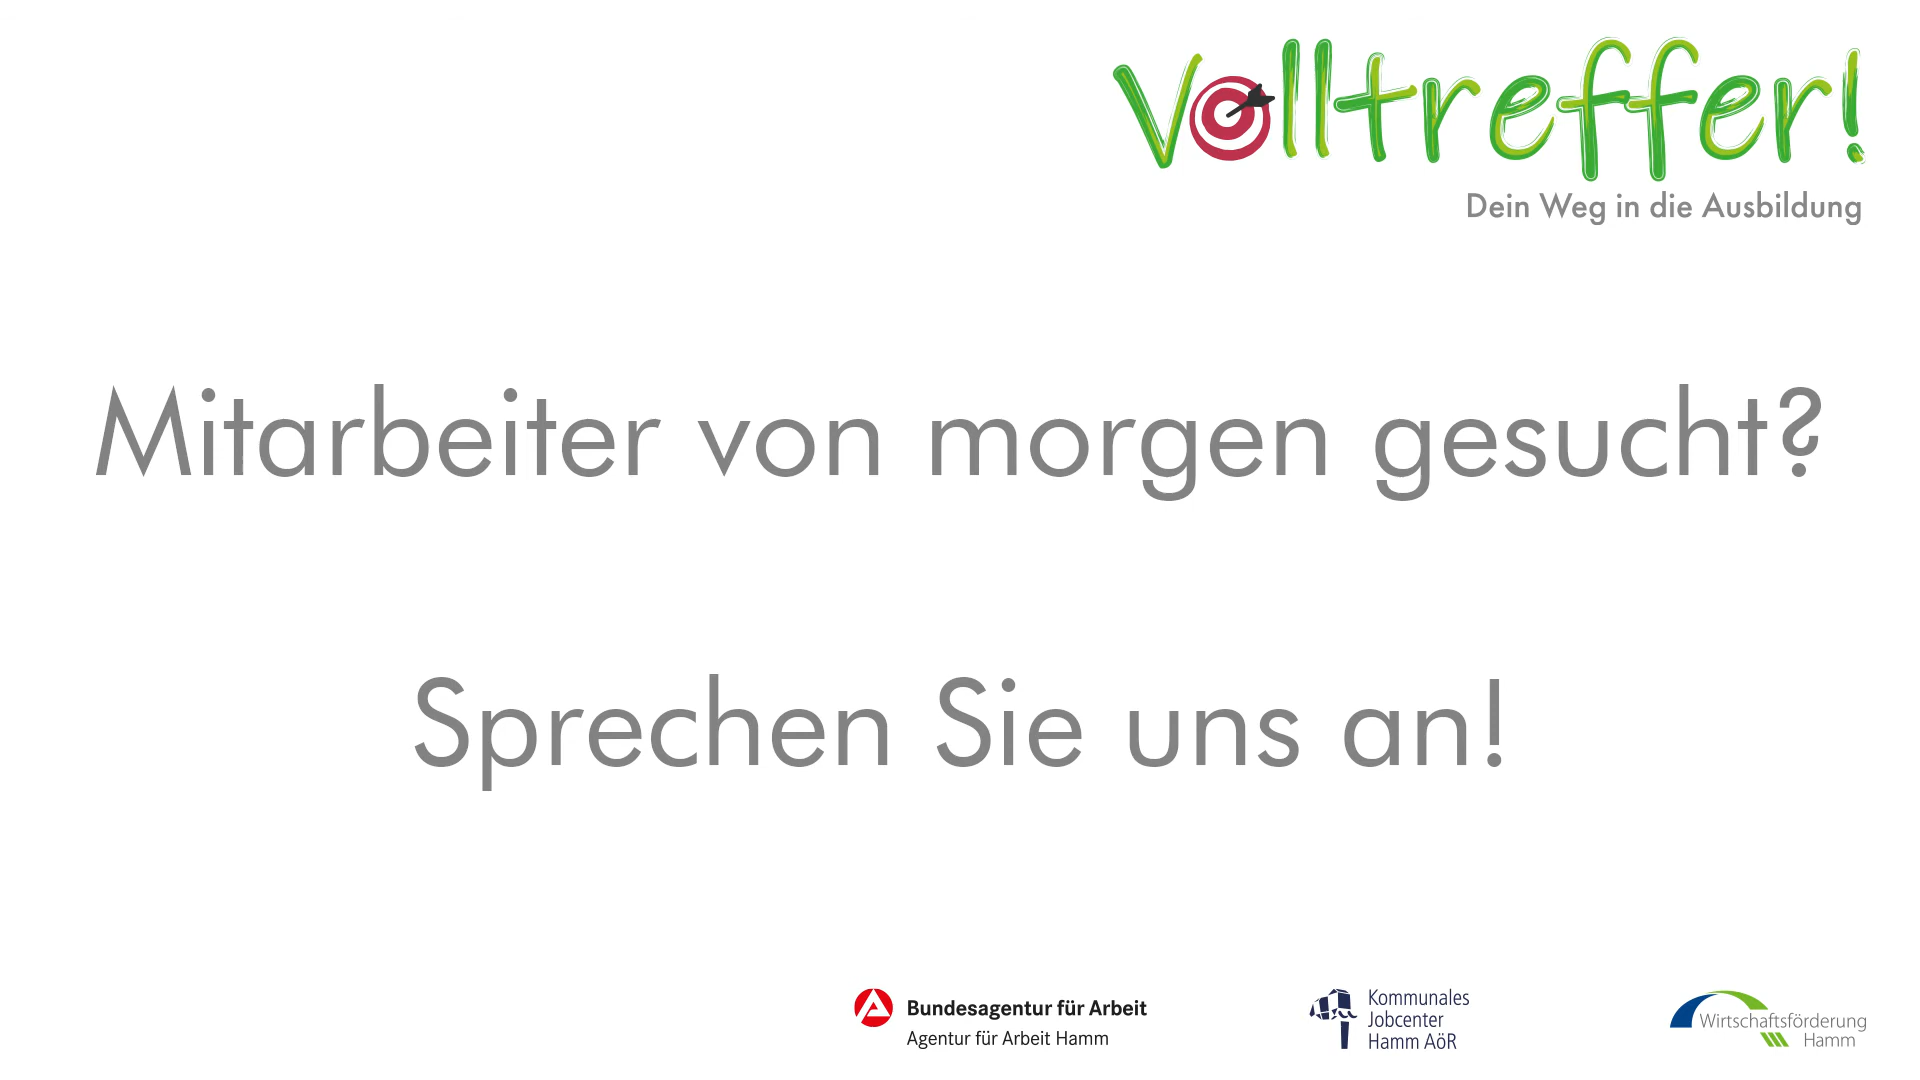 Volltreffer!
Dein Weg in die Ausbildung
Mitarbeiter von morgen gesucht?
Sprechen Sie uns an!
Bundesagentur für Arbeit
Agentur für Arbeit Hamm
Kommunales
Jobcenter
Hamm AöR
Wirtschaftsförderung
Hamm